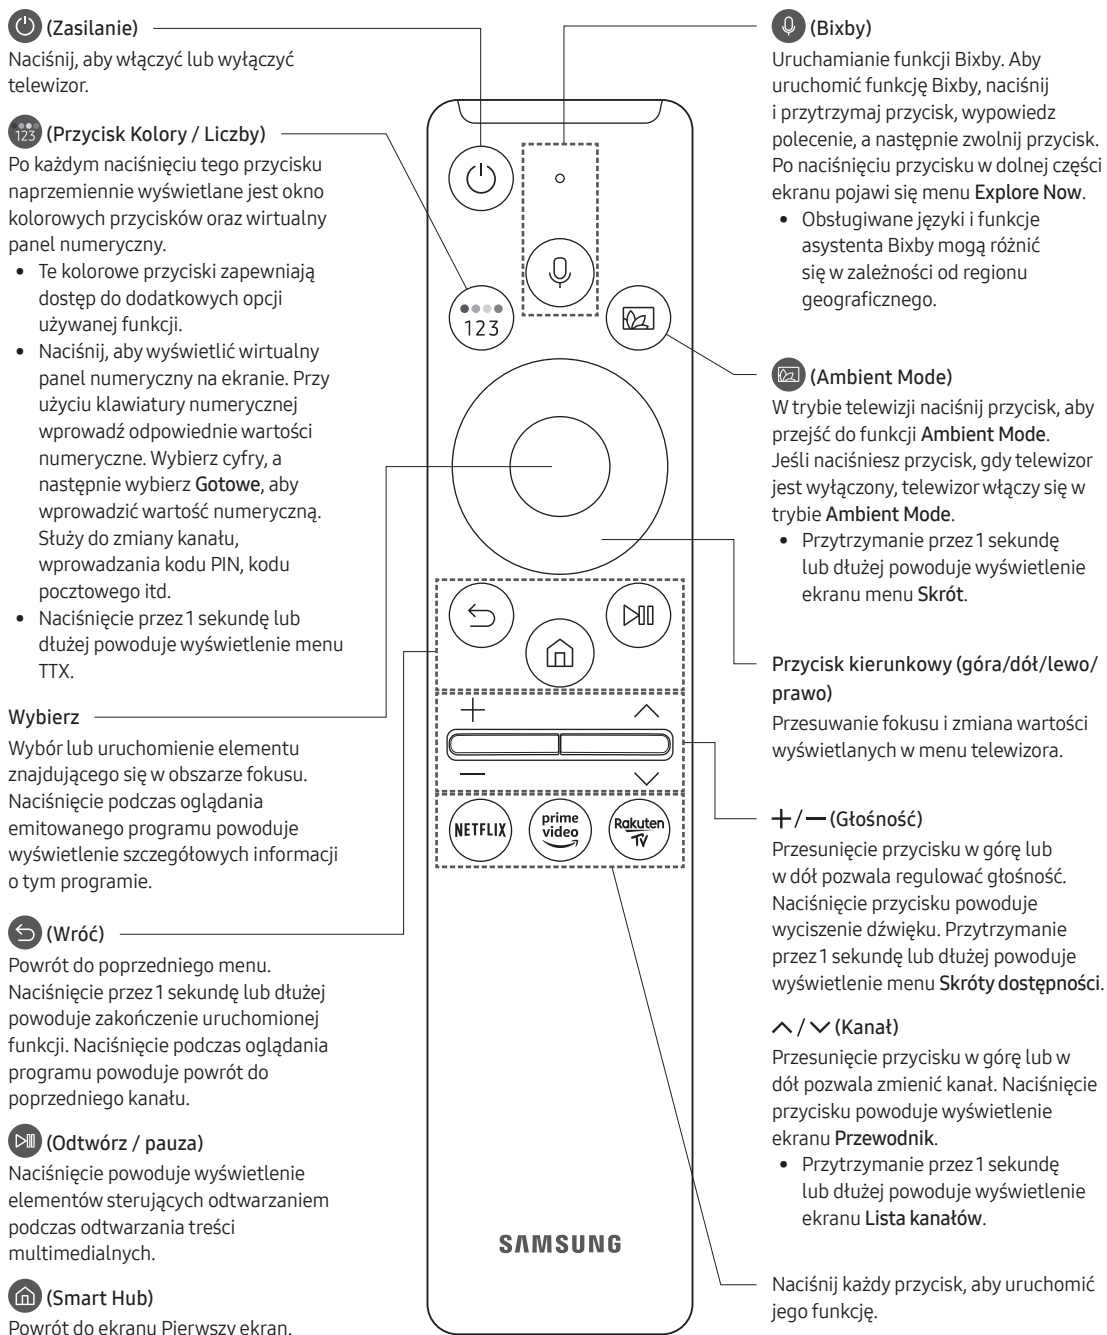 (Zasilanie)
Naciśnij, aby włączyć lub wyłączyć
telewizor.
123 (Przycisk Kolory / Liczby)
Po każdym naciśnięciu tego przycisku
naprzemiennie wyświetlane jest okno
kolorowych przycisków oraz wirtualny
panel numeryczny.
• Te kolorowe przyciski zapewniają
dostęp do dodatkowych opcji
używanej funkcji.
• Naciśnij, aby wyświetlić wirtualny
panel numeryczny na ekranie. Przy
użyciu klawiatury numerycznej
wprowadź odpowiednie wartości
numeryczne. Wybierz cyfry, a
następnie wybierz Gotowe, aby
wprowadzić wartość numeryczną.
Służy do zmiany kanału,
wprowadzania kodu PIN, kodu
pocztowego itd.
• Naciśnięcie przez 1 sekundę lub
dłużej powoduje wyświetlenie menu
TTX.
Wybierz
Wybór lub uruchomienie elementu
znajdującego się w obszarze fokusu.
Naciśnięcie podczas oglądania
emitowanego programu powoduje
wyświetlenie szczegółowych informacji
o tym programie.
(Wróć)
Powrót do poprzedniego menu.
Naciśnięcie przez 1 sekundę lub dłużej
powoduje zakończenie uruchomionej
funkcji. Naciśnięcie podczas oglądania
programu powoduje powrót do
poprzedniego kanału.
(Odtwórz / pauza)
Naciśnięcie powoduje wyświetlenie
elementów sterujących odtwarzaniem
podczas odtwarzania treści
multimedialnych.
(Smart Hub)
Powrót do ekranu Pierwszy ekran.
123
+
—
NETFLIX
prime
video
Rakuten
TV
SAMSUNG
(Bixby)
Uruchamianie funkcji Bixby. Aby
uruchomić funkcję Bixby, naciśnij
i przytrzymaj przycisk, wypowiedz
polecenie, a następnie zwolnij przycisk.
Po naciśnięciu przycisku w dolnej części
ekranu pojawi się menu Explore Now.
• Obsługiwane języki i funkcje
asystenta Bixby mogą różnić
się w zależności od regionu
geograficznego.
(Ambient Mode)
W trybie telewizji naciśnij przycisk, aby
przejść do funkcji Ambient Mode.
Jeśli naciśniesz przycisk, gdy telewizor
jest wyłączony, telewizor włączy się w
trybie Ambient Mode.
• Przytrzymanie przez 1 sekundę
lub dłużej powoduje wyświetlenie
ekranu menu Skrót.
Przycisk kierunkowy (góra/dół/lewo/
prawo)
Przesuwanie fokusu i zmiana wartości
wyświetlanych w menu telewizora.
+ / — (Głośność)
Przesunięcie przycisku w górę lub
w dół pozwala regulować głośność.
Naciśnięcie przycisku powoduje
wyciszenie dźwięku. Przytrzymanie
przez 1 sekundę lub dłużej powoduje
wyświetlenie menu Skróty dostępności.
/ (Kanał)
Przesunięcie przycisku w górę lub w
dół pozwala zmienić kanał. Naciśnięcie
przycisku powoduje wyświetlenie
ekranu Przewodnik.
• Przytrzymanie przez 1 sekundę
lub dłużej powoduje wyświetlenie
ekranu Lista kanałów.
Naciśnij każdy przycisk, aby uruchomić
jego funkcję.